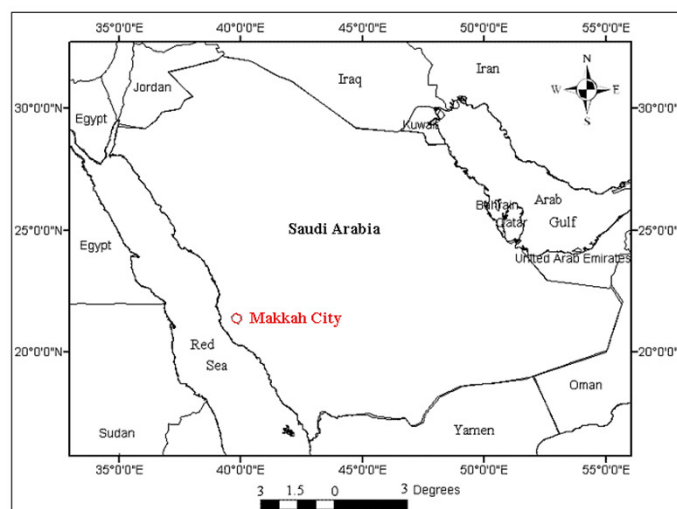 35°0'0"E 40°0'0"E 45°0'0"E 50°0'0"E 55°0'0"E
N
W E
S
Jordan
Iraq
Iran
30°0'0"N
30°0'0"N
Egypt
Kuwait
Bahrain
Arab
Qatar
Gulf
Saudi Arabia
25°0'0"N
25°0'0"N
Egypt
United Arab Emirates
Makkah City
Red
Sea
20°0'0"N
20°0'0"N
Oman
Sudan
Yamen
35°0'0"E 40°0'0"E 45°0'0"E 50°0'0"E 55°0'0"E
3 1.5 0 3 Degrees